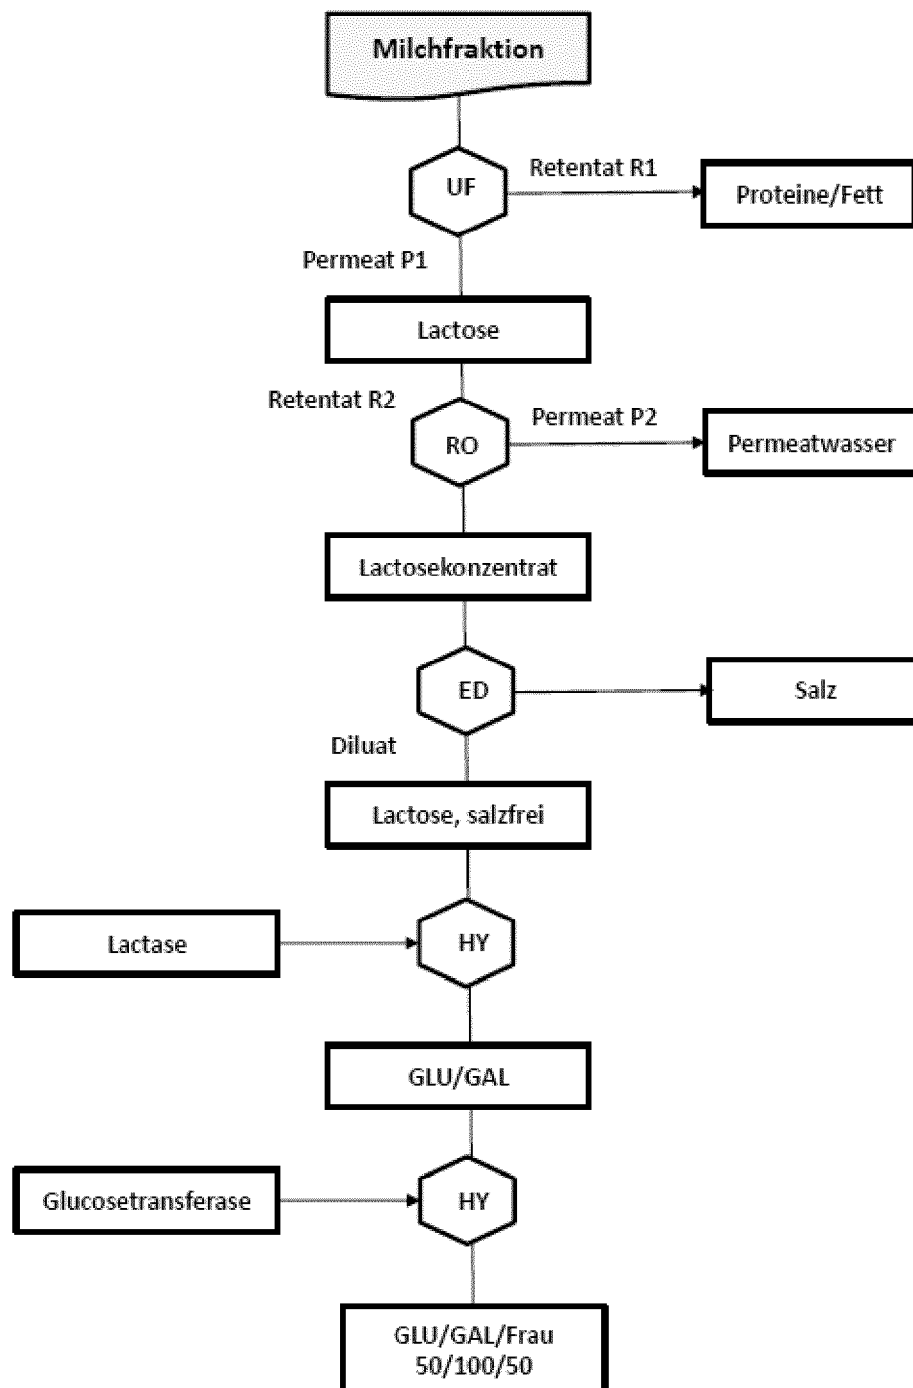 Milchfraktion
UF
Retentat R1
Proteine/Fett
Permeat P1
Lactose
Retentat R2
RO
Permeat P2
Permeatwasser
Lactosekonzentrat
ED
Salz
Diluat
Lactose, salzfrei
Lactase
HY
GLU/GAL
Glucosetransferase
HY
GLU/GAL/Frau
50/100/50